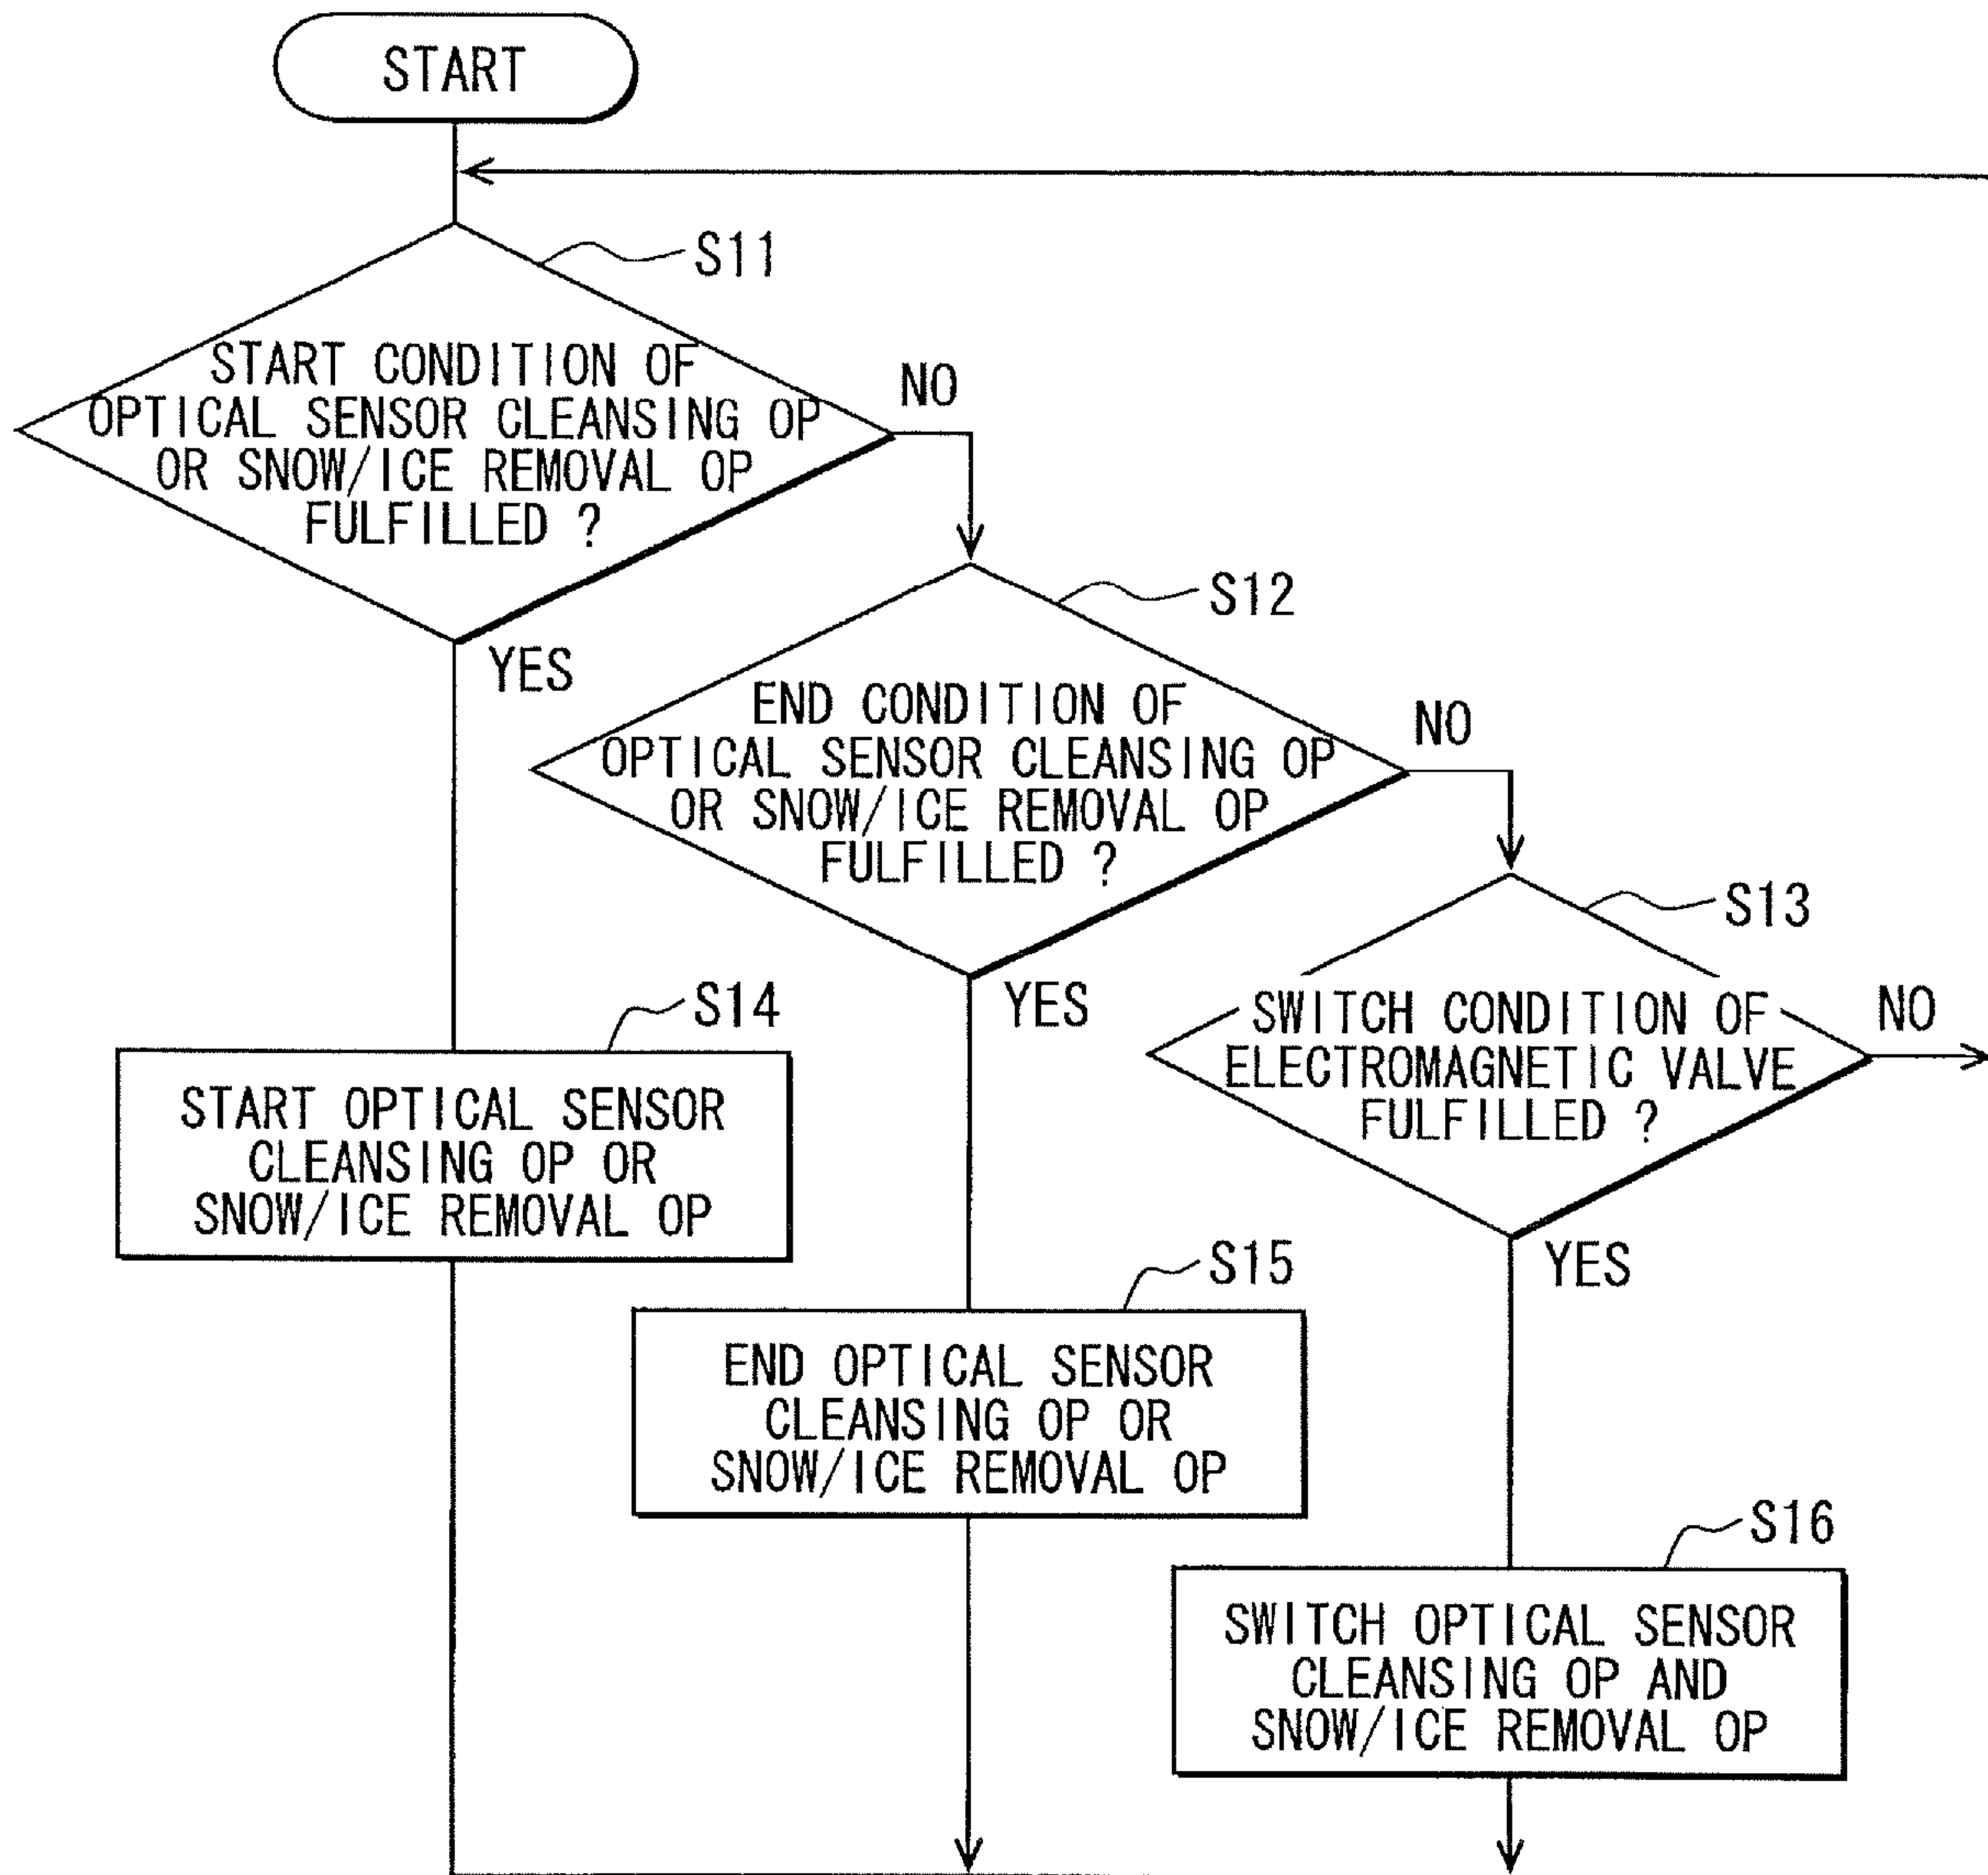 START
S11
START CONDITION OF
OPTICAL SENSOR CLEANSING OP
OR SNOW/ICE REMOVAL OP
FULFILLED ?
NO
YES
S12
END CONDITION OF
OPTICAL SENSOR CLEANSING OP
OR SNOW/ICE REMOVAL OP
FULFILLED ?
NO
YES
S13
SWITCH CONDITION OF
ELECTROMAGNETIC VALVE
FULFILLED ?
NO
YES
S14
START OPTICAL SENSOR
CLEANSING OP OR
SNOW/ICE REMOVAL OP
S15
END OPTICAL SENSOR
CLEANSING OP OR
SNOW/ICE REMOVAL OP
S16
SWITCH OPTICAL SENSOR
CLEANSING OP AND
SNOW/ICE REMOVAL OP